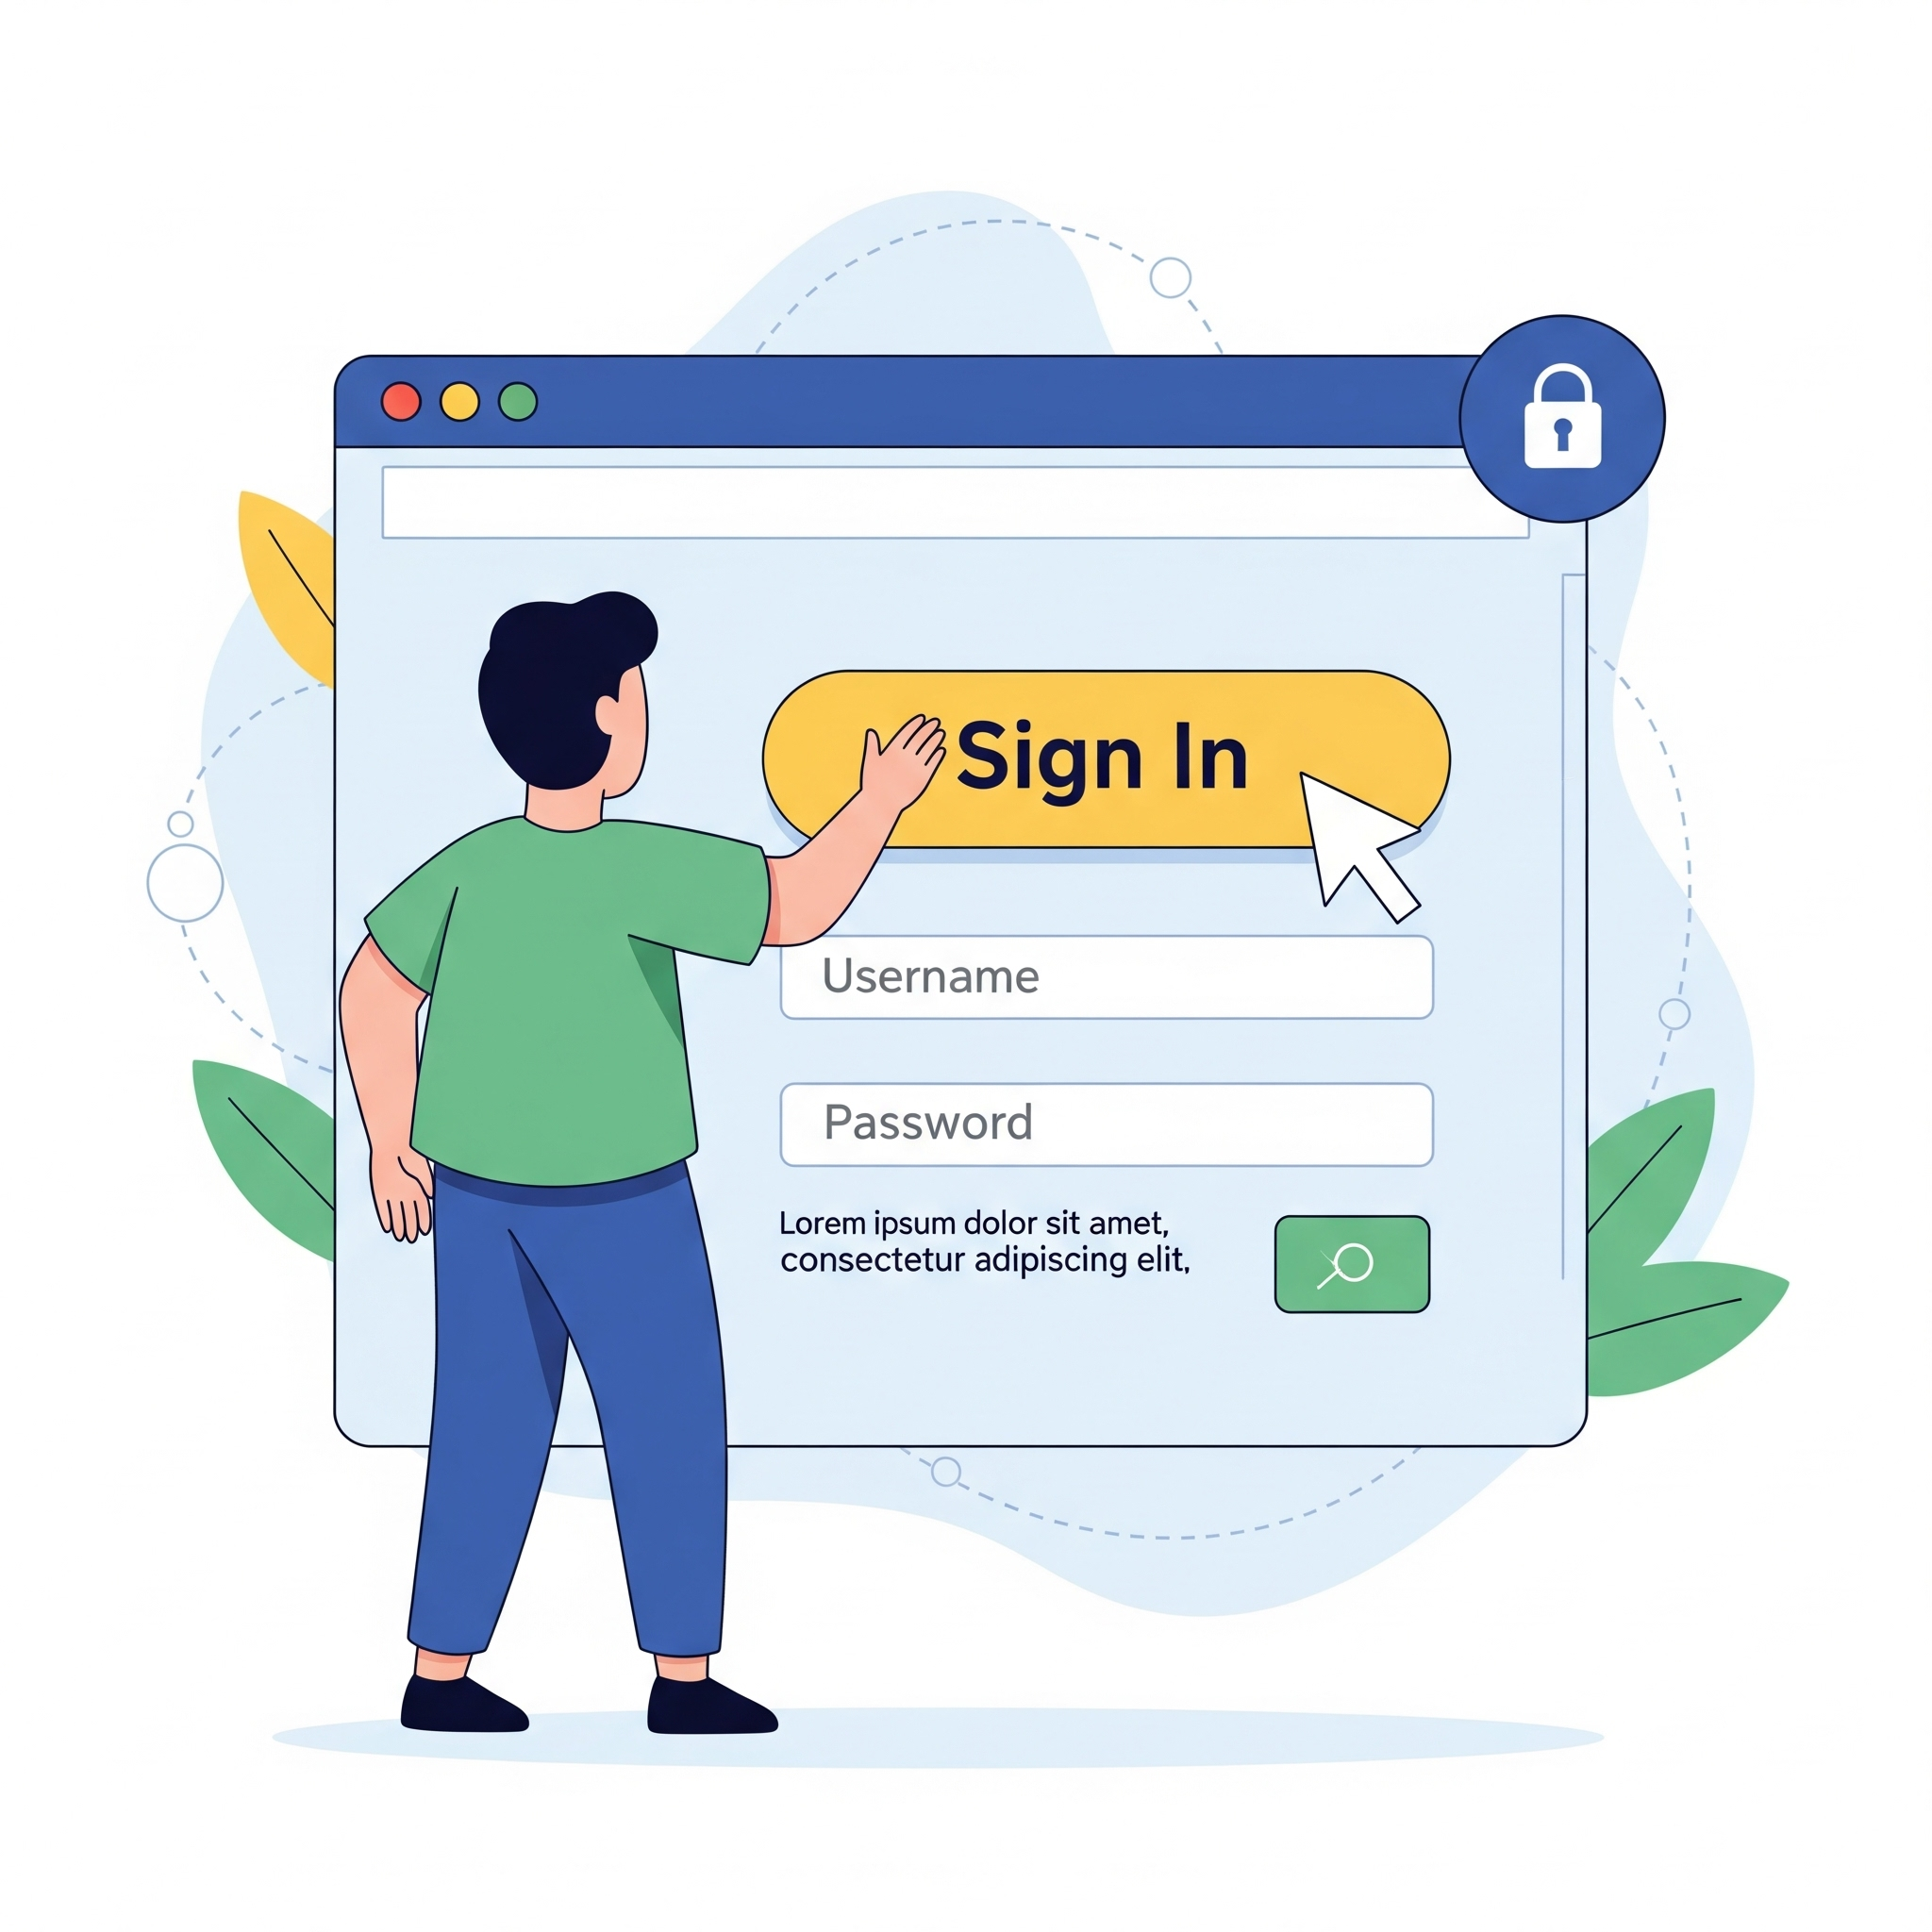 Sign In
Username
Password
Lorem ipsum dolor sit amet,
consectetur adipiscing elit,